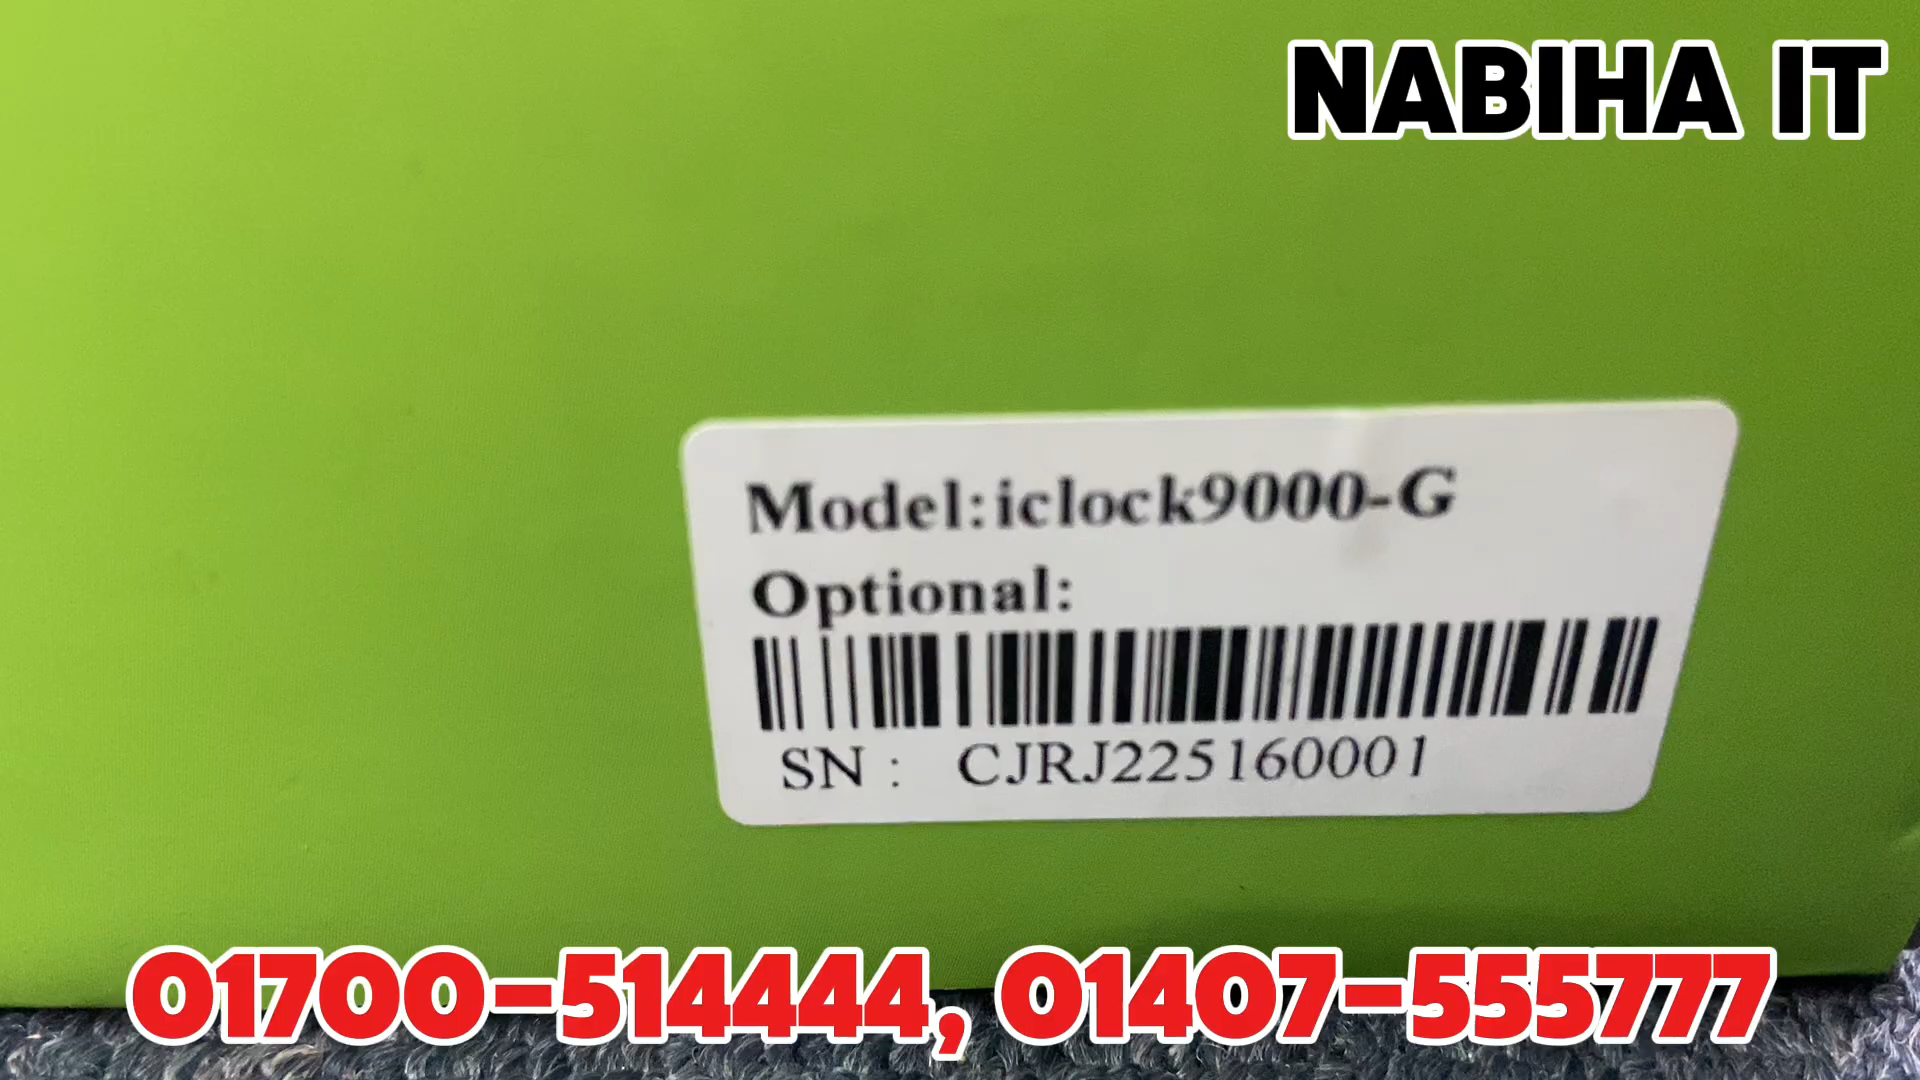 NABIHA IT
Model:iclock9000-G
Optional:
SN : CJRJ225160001
01700-514444, 01407-555777